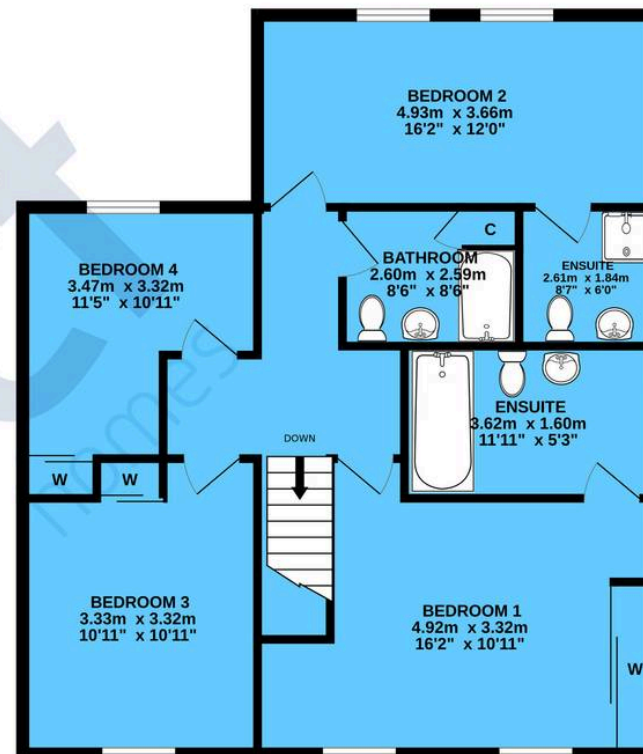 BEDROOM 2
4.93m x 3.66m
16'2" x 12'0"
BEDROOM 4
3.47m x 3.32m
11'5" x 10'11"
C
BATHROOM
2.60m x 2.59m
8'6" x 8'6"
ENSUITE
2.61m x 1.84m
8'7" x 6'0"
ENSUITE
3.62m x 1.60m
11'11" x 5'3"
DOWN
W
W
BEDROOM 3
3.33m x 3.32m
10'11" x 10'11"
BEDROOM 1
4.92m x 3.32m
16'2" x 10'11"
W
homes